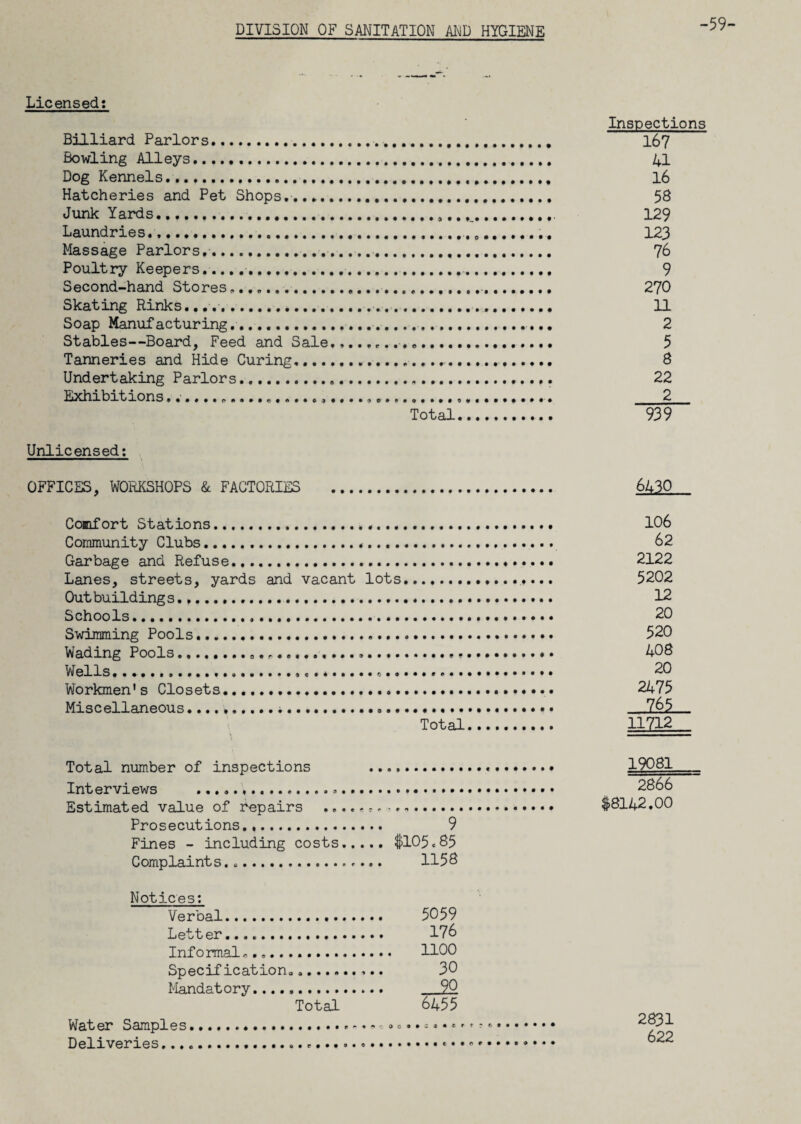 DIVISION OF SANITATION AND HYGIENE
-59-
Licensed:
Inspections
Billiard Parlors 167
Bowling Alleys 41
Dog Kennels 16
Hatcheries and Pet Shops 58
Junk Yards 129
Laundries 123
Massage Parlors 76
Poultry Keepers 9
Second-hand Stores 270
Skating Rinks 11
Soap Manufacturing 2
Stables--Board, Feed and Sale 5
Tanneries and Hide Curing 8
Undertaking Parlors 22
Exhibitions 2
Total 939
Unlicensed:
OFFICES, WORKSHOPS & FACTORIES 6430
Comfort Stations 106
Community Clubs 62
Garbage and Refuse 2122
Lanes, streets, yards and vacant lots 5202
Outbuildings 12
Schools 20
Swimming Pools 520
Wading Pools 408
Wells 20
Workmen's Closets 2475
Miscellaneous 765
Total 11712
Total number of inspections 19081
Interviews 2866
Estimated value of repairs $8142.00
Prosecutions 9
Fines - including costs $105.85
Complaints 1158
Notices:
Verbal 5059
Letter 176
Informal 1100
Specification 30
Mandatory 90
Total 6455
Water Samples 2831
Deliveries 622